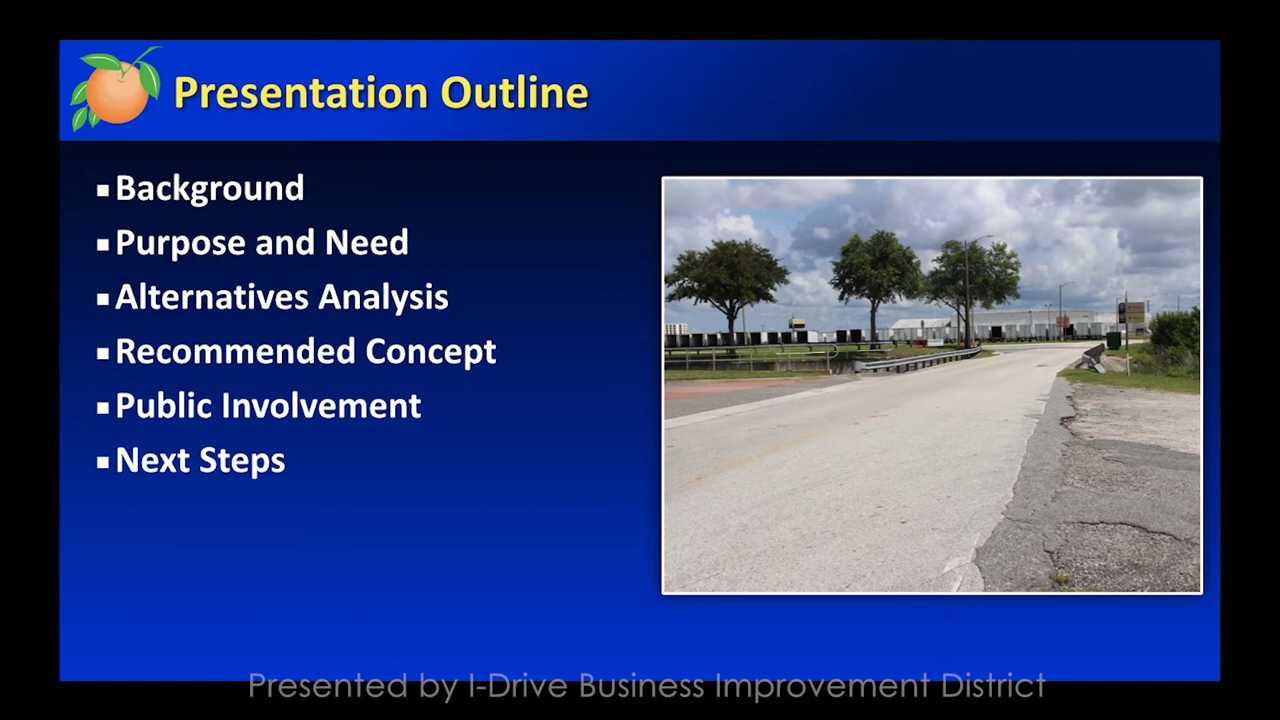 Presentation Outline
Background
Purpose and Need
Alternatives Analysis
Recommended Concept
Public Involvement
Next Steps
Presented by I-Drive Business Improvement District